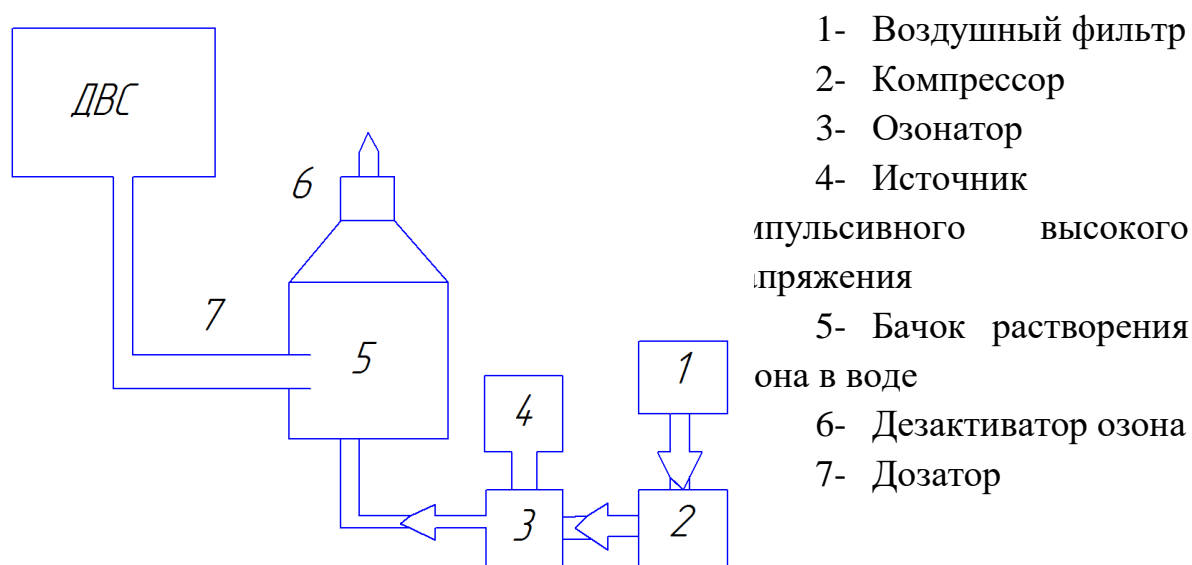 ДВС
6
7
5
4
1
3
2
1- Воздушный фильтр
2- Компрессор
3- Озонатор
4- Источник
мпульсивного высокого
апряжения
5- Бачок растворения
она в воде
6- Дезактиватор озона
7- Дозатор